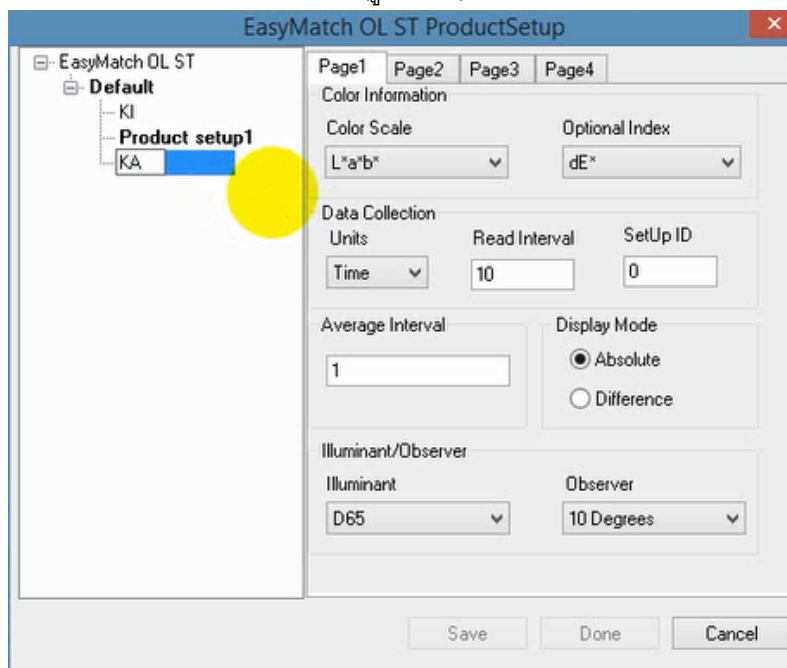 EasyMatch OL ST ProductSetup
EasyMatch OL ST
Default
KI
Product setup1
KA
Page1 Page2 Page3 Page4
Color Information
Color Scale Optional Index
L*a*b* dE*
Data Collection
Units Read Interval SetUp ID
Time 10 0
Average Interval Display Mode
1 Absolute
Difference
Illuminant/Observer
Illuminant Observer
D65 10 Degrees
Save Done Cancel